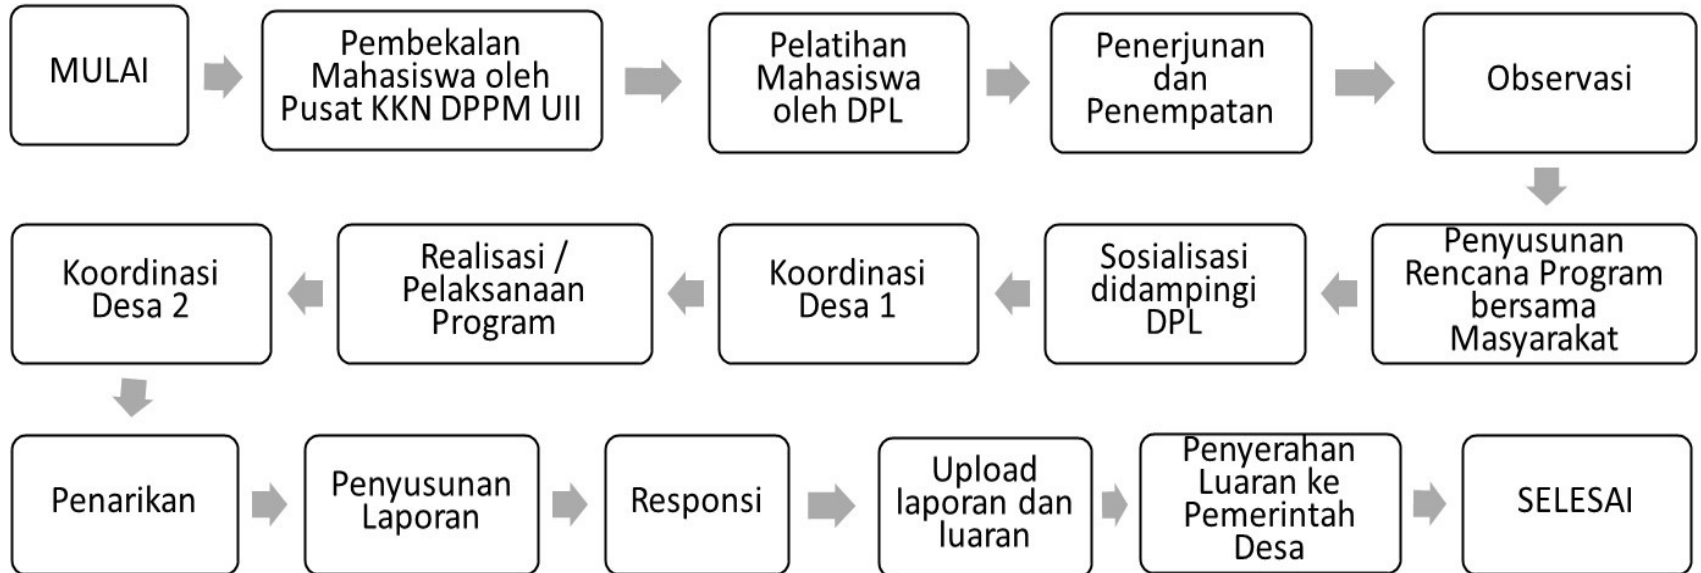 MULAI
Pembekalan
Mahasiswa oleh
Pusat KKN DPPM UII
Pelatihan
Mahasiswa
oleh DPL
Penerjunan
dan
Penempatan
Observasi
Penyusunan
Rencana Program
bersama
Masyarakat
Sosialisasi
didampingi
DPL
Koordinasi
Desa 1
Realisasi /
Pelaksanaan
Program
Koordinasi
Desa 2
Penarikan
Penyusunan
Laporan
Responsi
Upload
laporan dan
luaran
Penyerahan
Luaran ke
Pemerintah
Desa
SELESAI